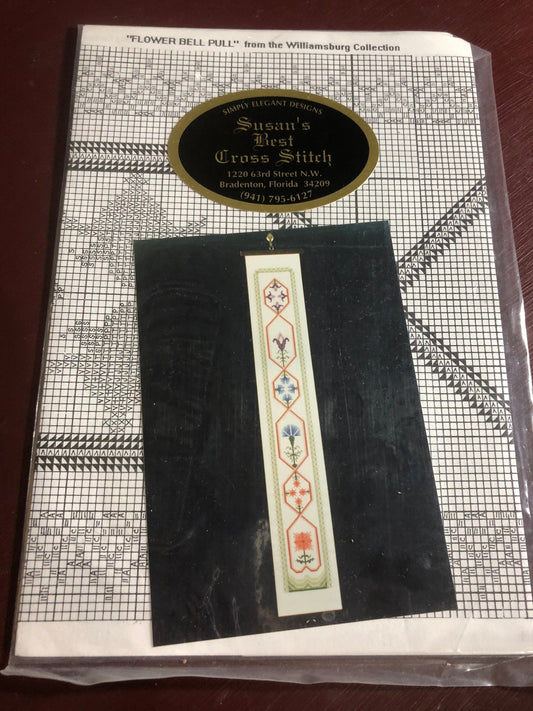 "FLOWER BELL PULL" from the Williamsburg Collection
SIMPLY ELEGANT DESIGNS
Susan's
Best
Cross Stitch
1220 63rd Street N.W.
Bradenton, Florida 34209
(941) 795-6127